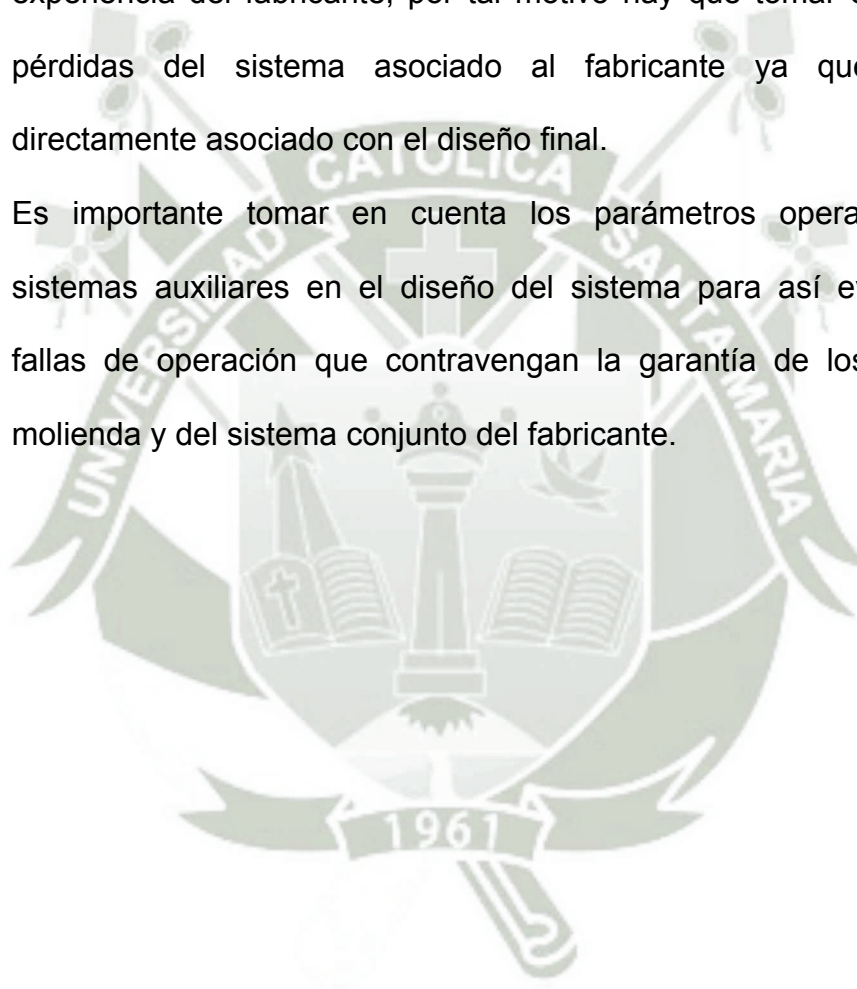 experiencia del fabricante, por tal motivo hay que tomar
pérdidas del sistema asociado al fabricante ya que
directamente asociado con el diseño final.
Es importante tomar en cuenta los parámetros opera
sistemas auxiliares en el diseño del sistema para así ev
fallas de operación que contravengan la garantía de los
molienda y del sistema conjunto del fabricante.
UNIVERSIDAD CATOLICA SANTA MARIA
1961